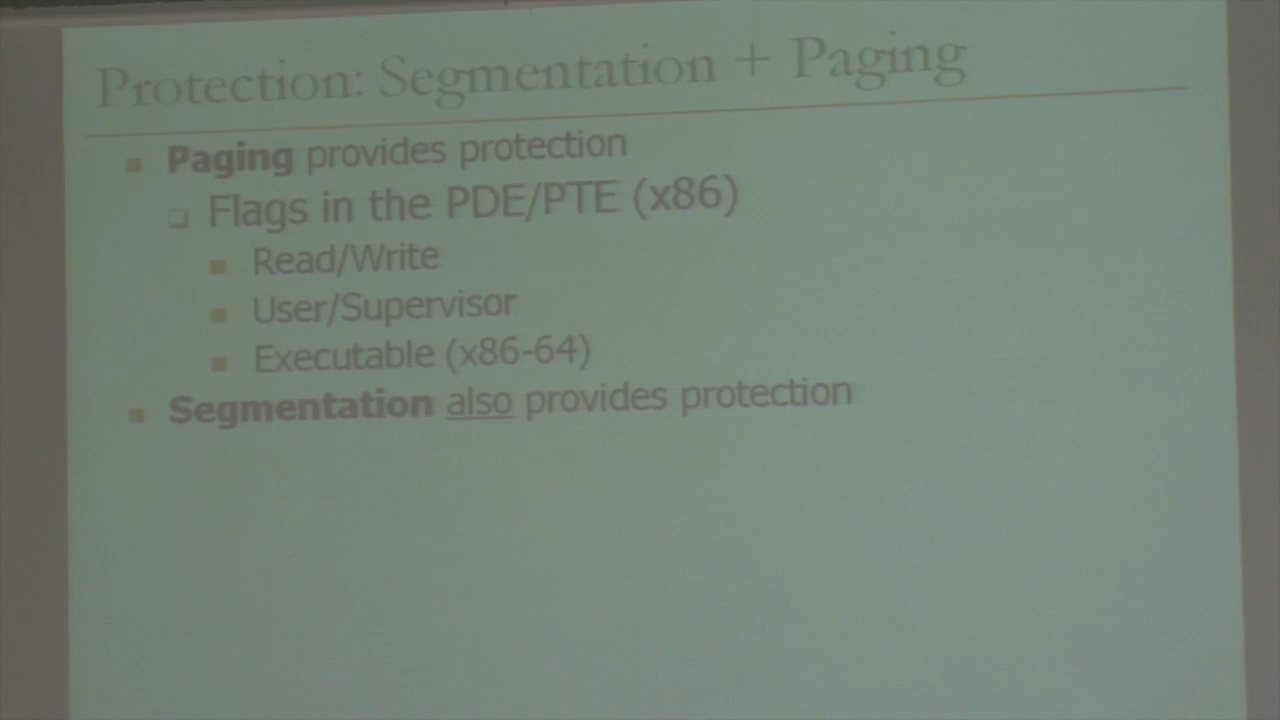 Protection: Segmentation + Paging
Paging provides protection
Flags in the PDE/PTE (x86)
Read/Write
User/Supervisor
Executable (x86-64)
Segmentation also provides protection